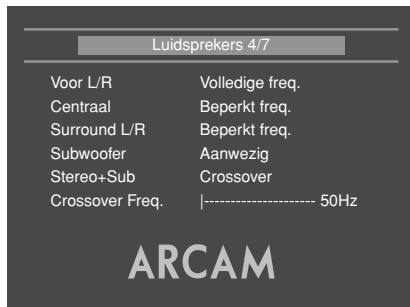 Luidsprekers 4/7
Voor L/R Volledige freq.
Centraal Beperkt freq.
Surround L/R Beperkt freq.
Subwoofer Aanwezig
Stereo+Sub Crossover
Crossover Freq. |--------------------- 50Hz
ARCAM